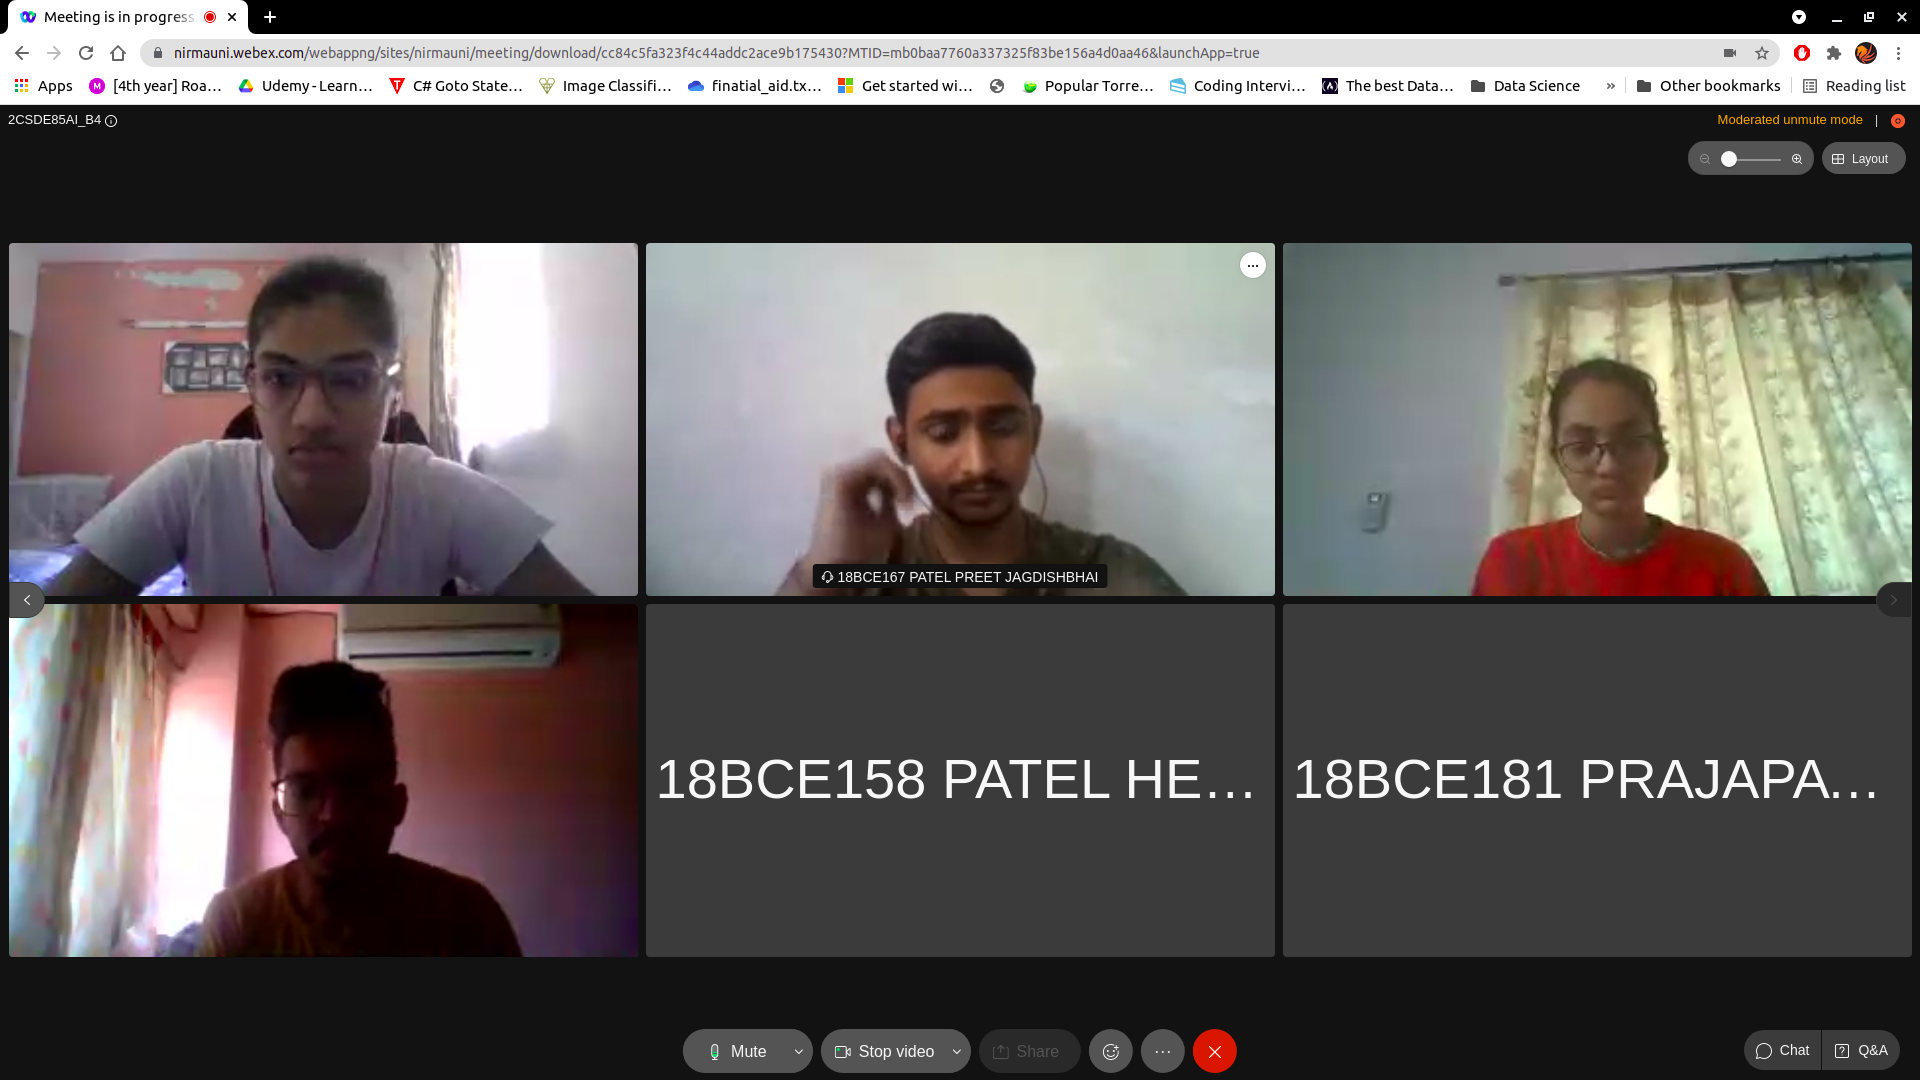 Meeting is in progress
nirmauni.webex.com/webappng/sites/nirmauni/meeting/download/cc84c5fa323f4c44addc2ace9b175430?MTID=mb0baa7760a337325f83be156a4d0aa46&launchApp=true
Apps [4th year] Roa... Udemy - Learn... C# Goto State... Image Classifi... finatial_aid.tx... Get started wi... Popular Torre... Coding Intervi... The best Data... Data Science » Other bookmarks Reading list
2CSDE85AI_B4 Moderated unmute mode |
Layout
18BCE167 PATEL PREET JAGDISHBHAI
18BCE158 PATEL HE... 18BCE181 PRAJAPA...
Mute Stop video Share Chat Q&A